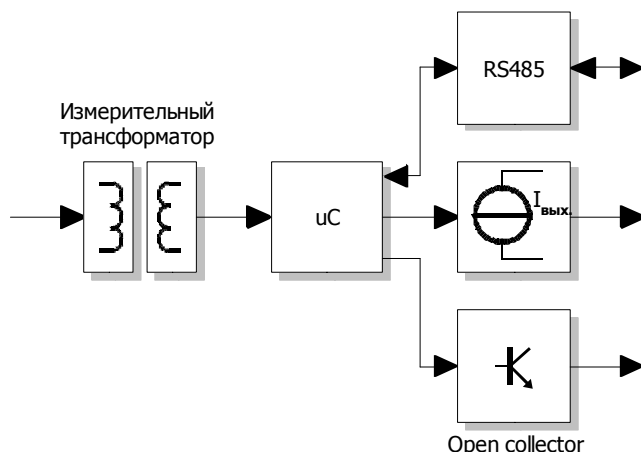 RS485
Измерительный
трансформатор
uC
Iвых.
Open collector